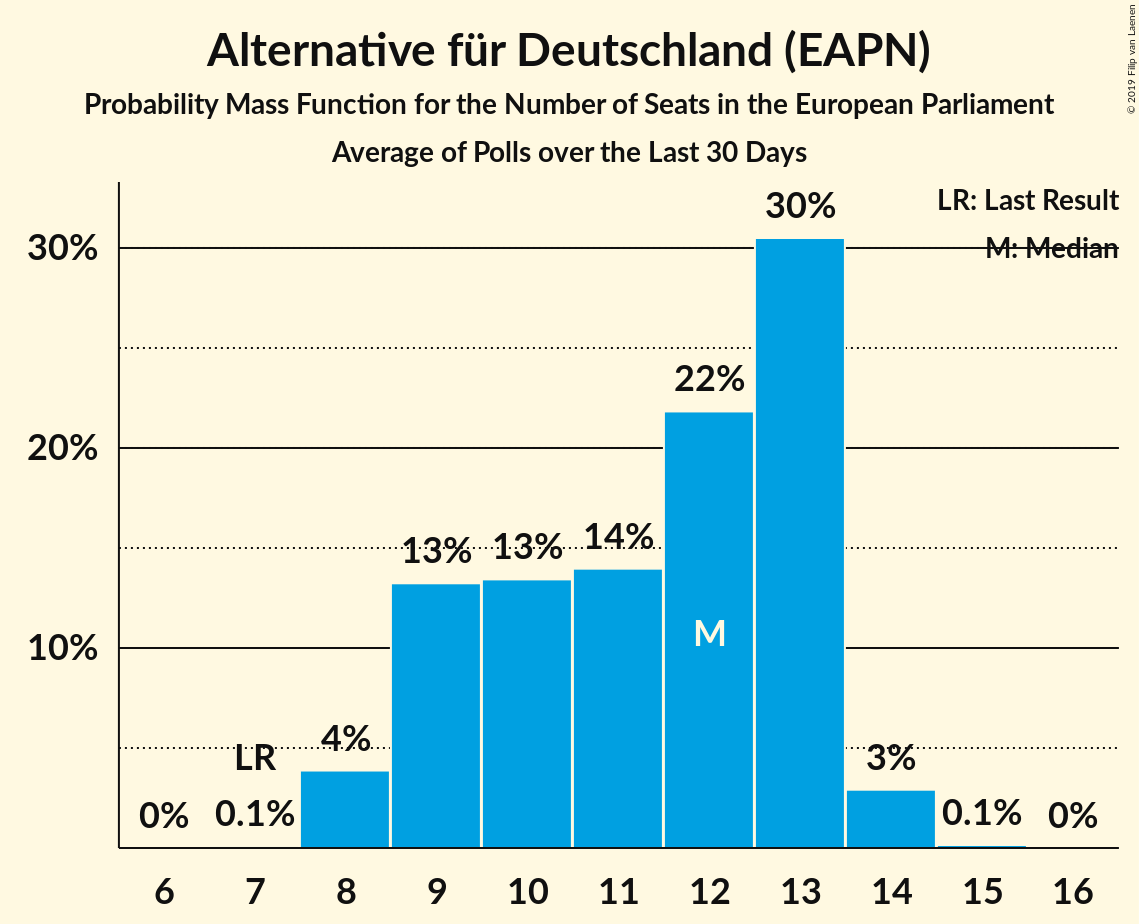 © 2019 Filip van Laenen
Alternative für Deutschland (EAPN)
Probability Mass Function for the Number of Seats in the European Parliament
Average of Polls over the Last 30 Days
LR: Last Result
M: Median
30%
20%
10%
0%
LR
0.1%
4%
13%
13%
14%
22%
M
30%
3%
0.1%
0%
6 7 8 9 10 11 12 13 14 15 16